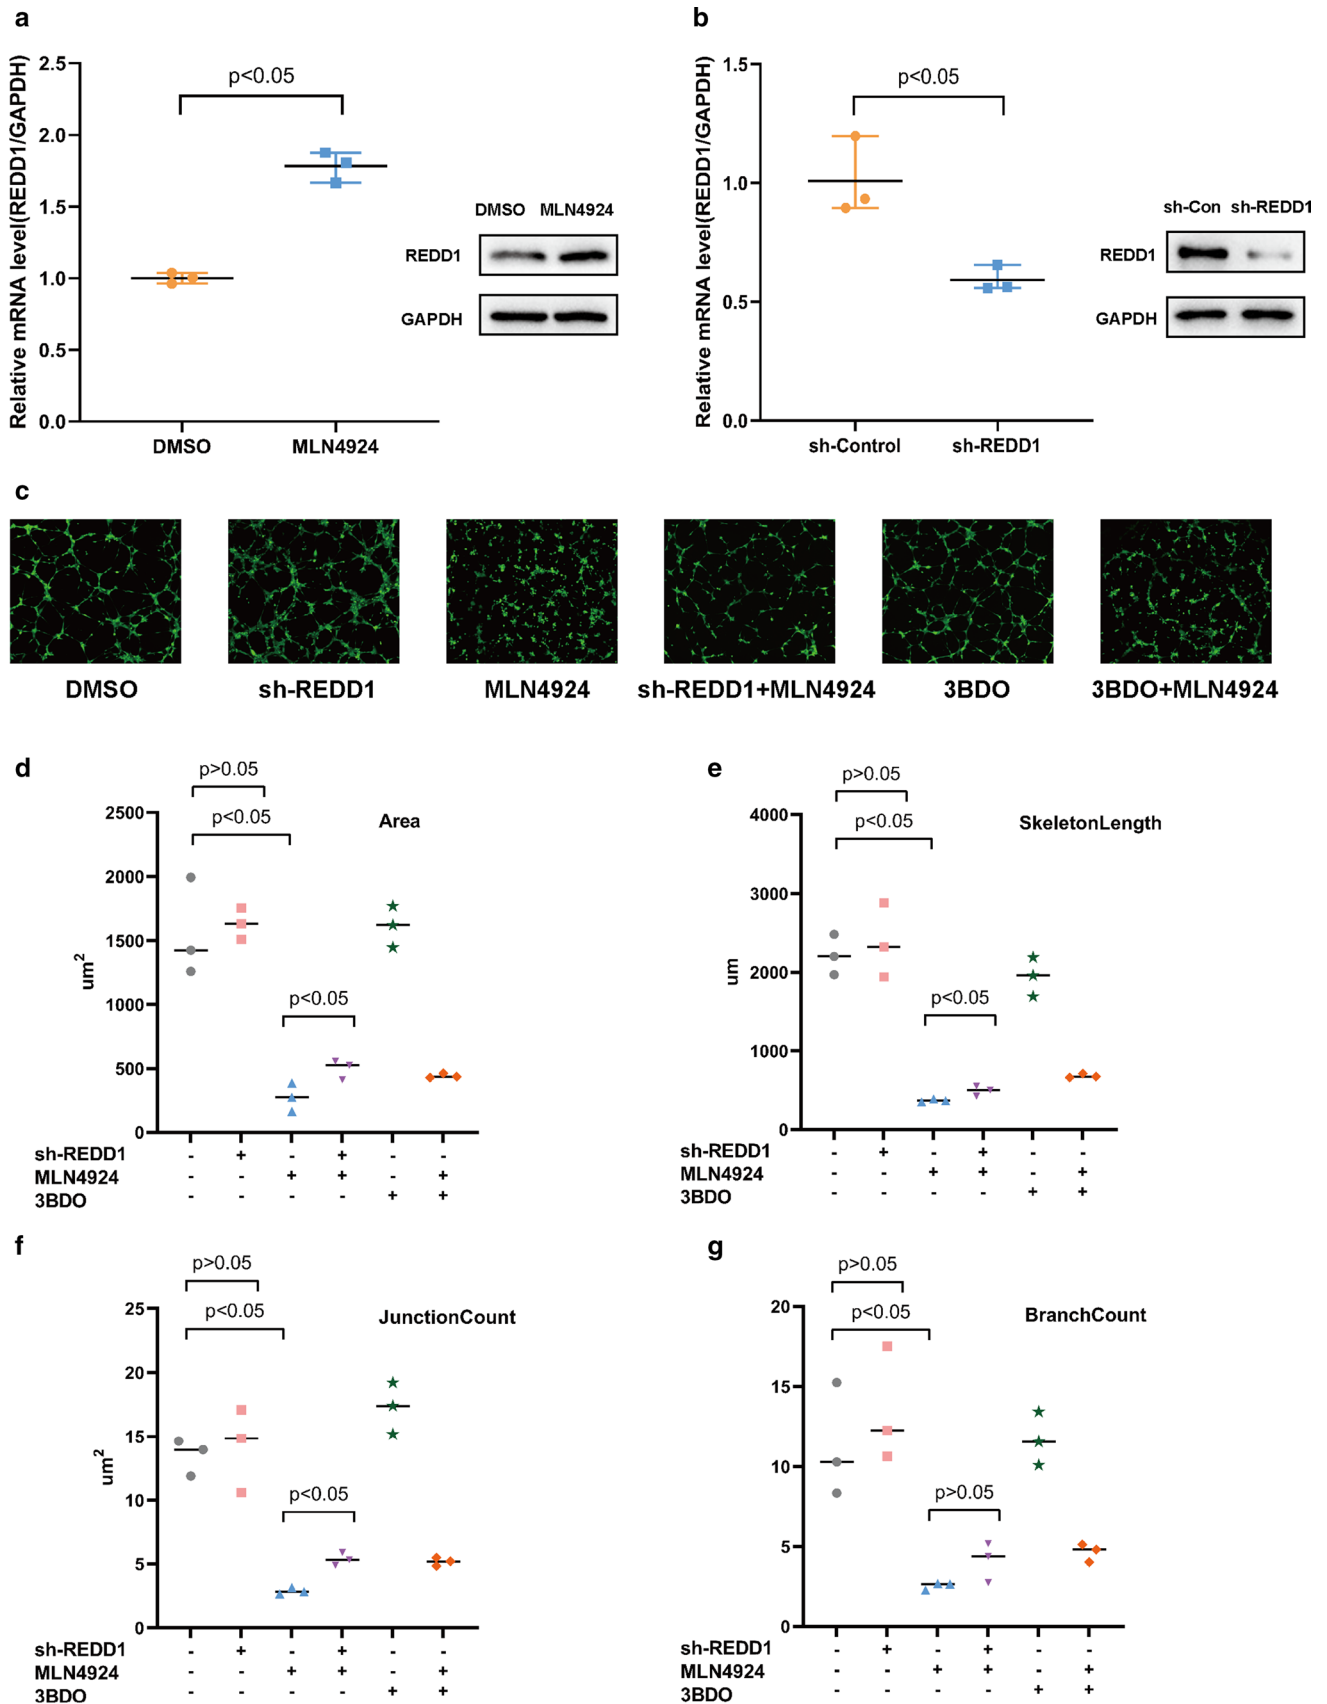 a
Relative mRNA level(REDD1/GAPDH)
2.5
2.0
1.5
1.0
0.5
0.0
p<0.05
DMSO MLN4924
DMSO MLN4924
REDD1
GAPDH
b
Relative mRNA level(REDD1/GAPDH)
1.5
1.0
0.5
0.0
p<0.05
sh-Control sh-REDD1
sh-Con sh-REDD1
REDD1
GAPDH
c
DMSO sh-REDD1 MLN4924 sh-REDD1+MLN4924 3BDO 3BDO+MLN4924
d
p>0.05
p<0.05
Area
um²
2500
2000
1500
1000
500
0
p<0.05
sh-REDD1 - + - + - -
MLN4924 - - + + - +
3BDO - - - - + +
e
p>0.05
p<0.05
SkeletonLength
um
4000
3000
2000
1000
0
p<0.05
sh-REDD1 - + - + - -
MLN4924 - - + + - +
3BDO - - - - + +
f
p>0.05
p<0.05
JunctionCount
um²
25
20
15
10
5
0
p<0.05
sh-REDD1 - + - + - -
MLN4924 - - + + - +
3BDO - - - - + +
g
p>0.05
p<0.05
BranchCount
20
15
10
5
0
p>0.05
sh-REDD1 - + - + - -
MLN4924 - - + + - +
3BDO - - - - + +